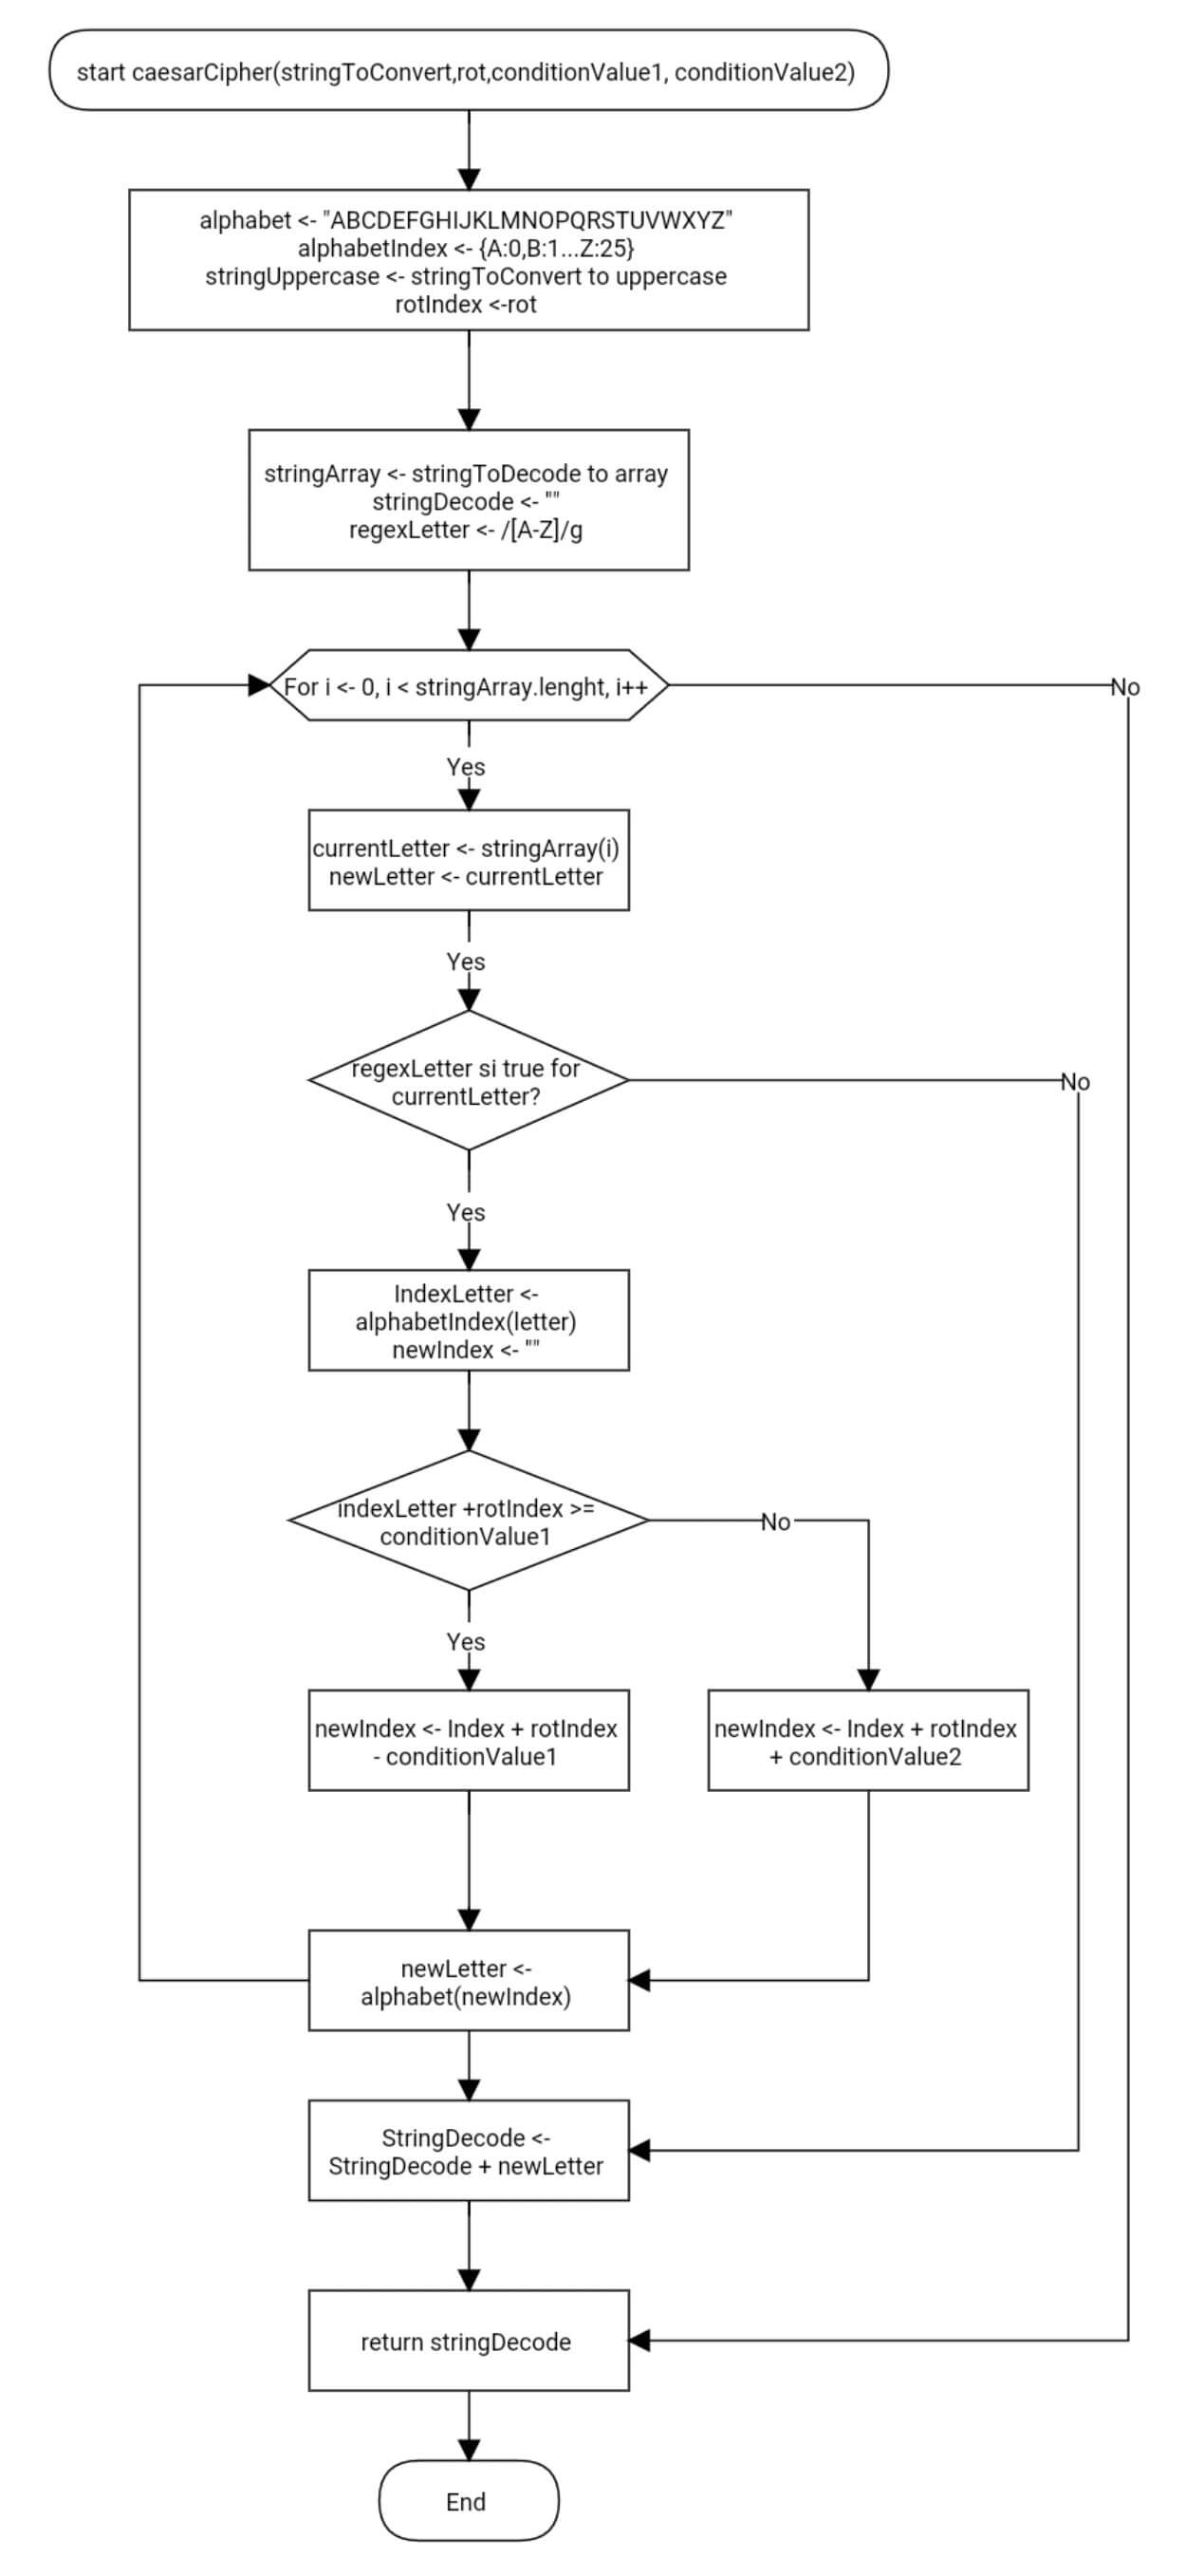 start caesarCipher(stringToConvert,rot,conditionValue1, conditionValue2)
alphabet <- "ABCDEFGHIJKLMNOPQRSTUVWXYZ"
alphabetIndex <- {A:0,B:1...Z:25}
stringUppercase <- stringToConvert to uppercase
rotIndex <-rot
stringArray <- stringToDecode to array
stringDecode <- ""
regexLetter <- /[A-Z]/g
For i <- 0, i < stringArray.lenght, i++
No
Yes
currentLetter <- stringArray(i)
newLetter <- currentLetter
Yes
regexLetter si true for
currentLetter?
No
Yes
IndexLetter <-
alphabetIndex(letter)
newIndex <- ""
indexLetter +rotIndex >=
conditionValue1
No
Yes
newIndex <- Index + rotIndex
- conditionValue1
newIndex <- Index + rotIndex
+ conditionValue2
newLetter <-
alphabet(newIndex)
StringDecode <-
StringDecode + newLetter
return stringDecode
End